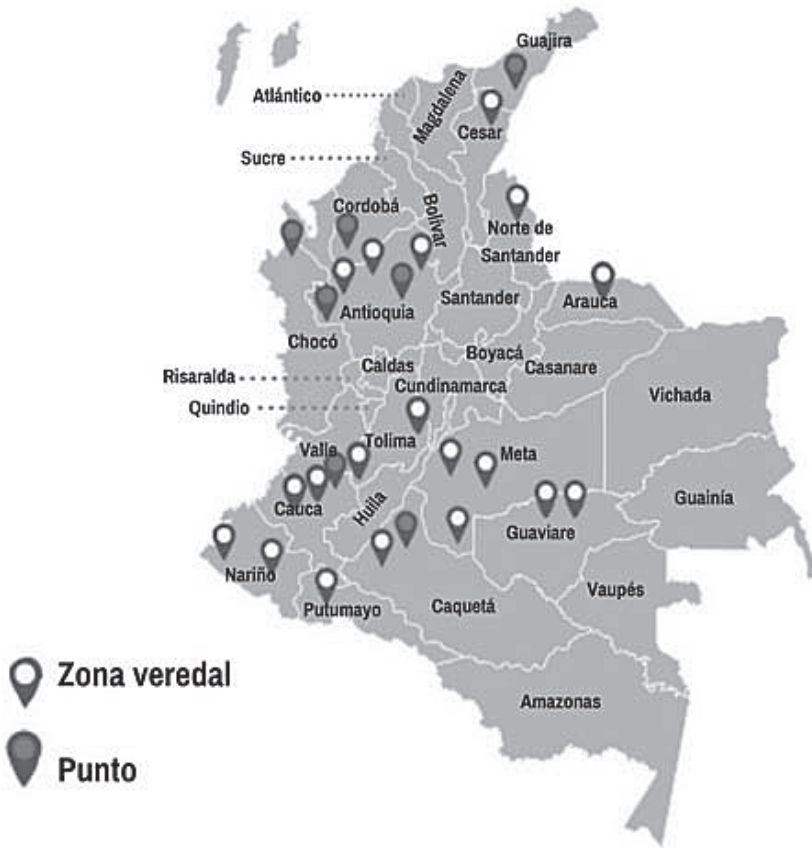 Guajira
Atlántico
Magdalena
Cesar
Sucre
Cordobá
Bolívar
Norte de
Santander
Santander
Arauca
Antioquia
Chocó
Boyacá
Caldas
Casanare
Risaralda
Cundinamarca
Vichada
Quindio
Tolima
Valle
Meta
Guainía
Cauca
Huila
Guaviare
Nariño
Vaupés
Putumayo
Caquetá
Zona veredal
Amazonas
Punto